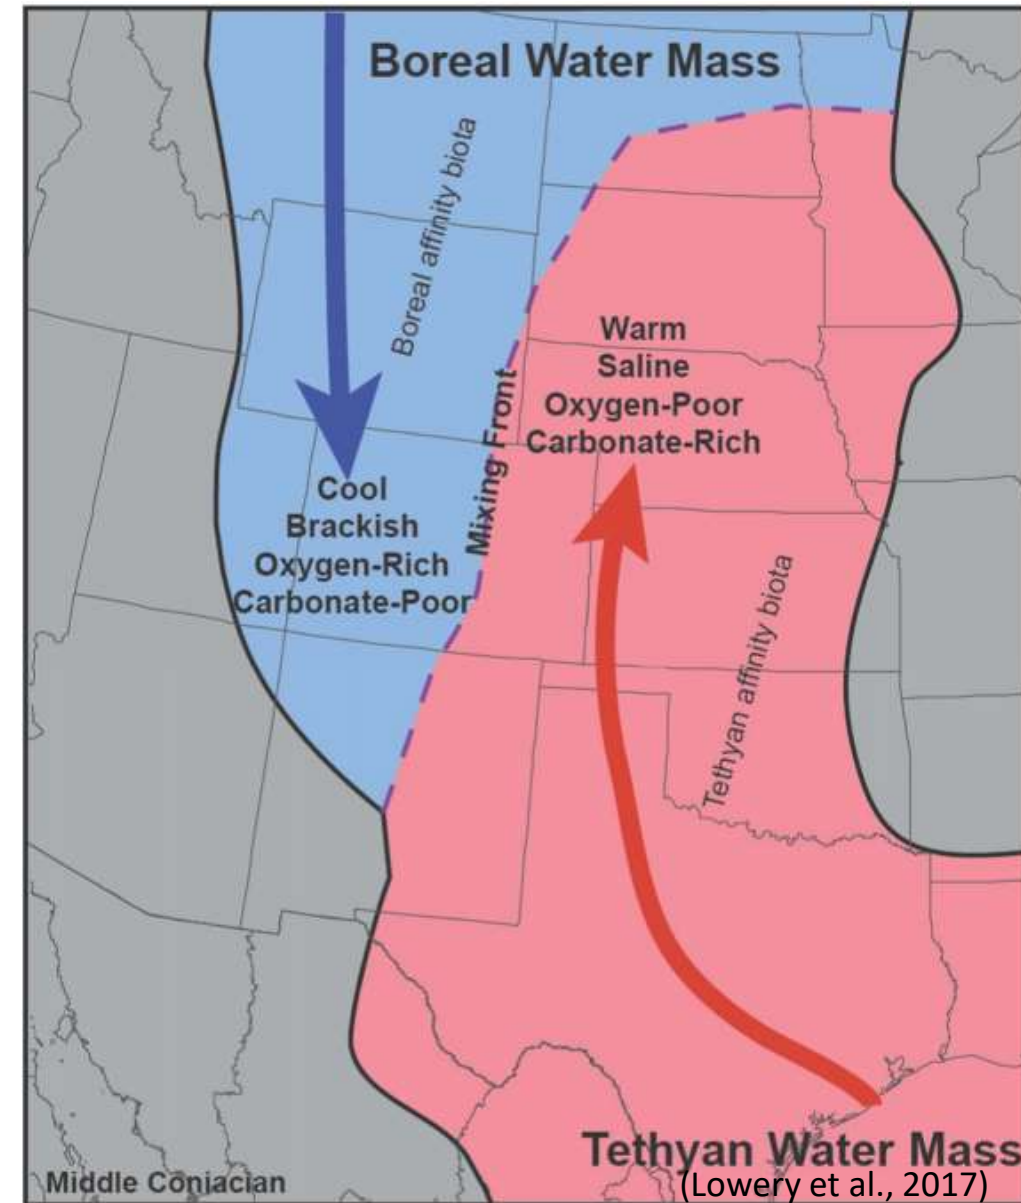 Boreal Water Mass
Boreal affinity biota
Warm
Saline
Oxygen-Poor
Carbonate-Rich
Mixing Front
Cool
Brackish
Oxygen-Rich
Carbonate-Poor
Tethyan affinity biota
Tethyan Water Mass
(Lowery et al., 2017)
Middle Coniacian